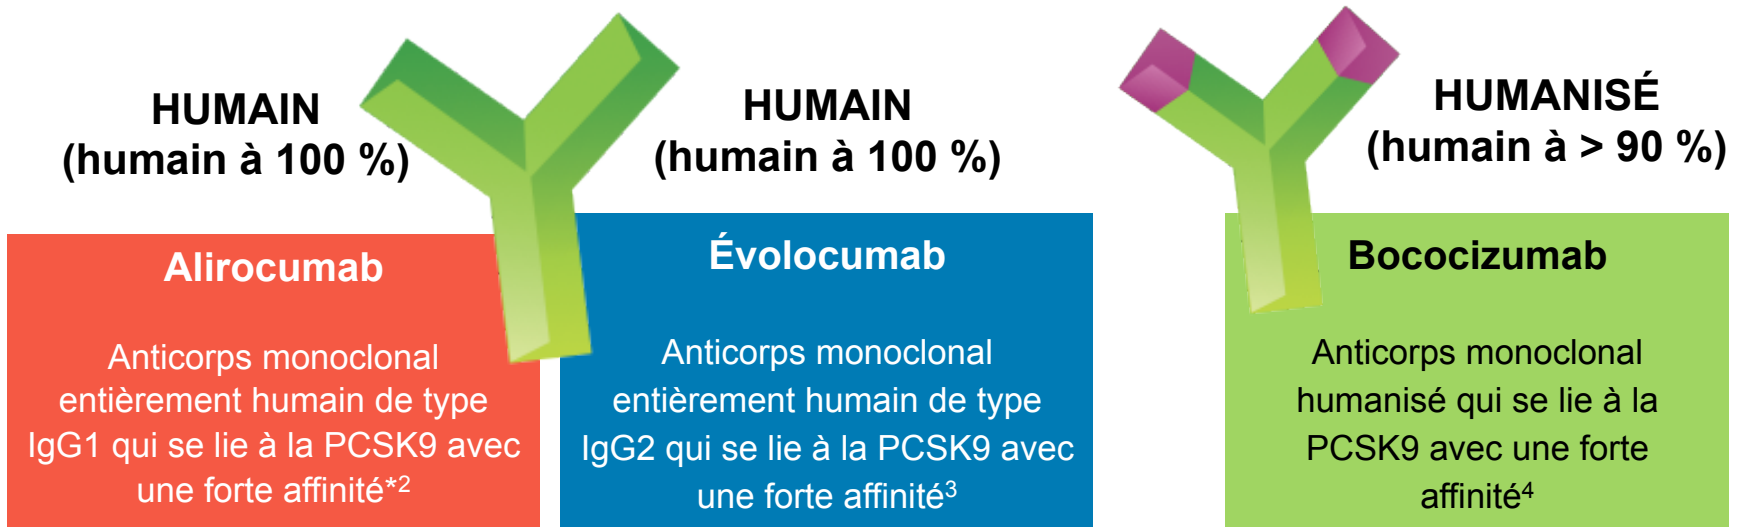 HUMAIN
(humain à 100 %)
Alirocumab
Anticorps monoclonal
entièrement humain de type
IgG1 qui se lie à la PCSK9 avec
une forte affinité*2
HUMAIN
(humain à 100 %)
Évolocumab
Anticorps monoclonal
entièrement humain de type
IgG2 qui se lie à la PCSK9 avec
une forte affinité3
HUMANISÉ
(humain à > 90 %)
Bococizumab
Anticorps monoclonal
humanisé qui se lie à la
PCSK9 avec une forte
affinité4